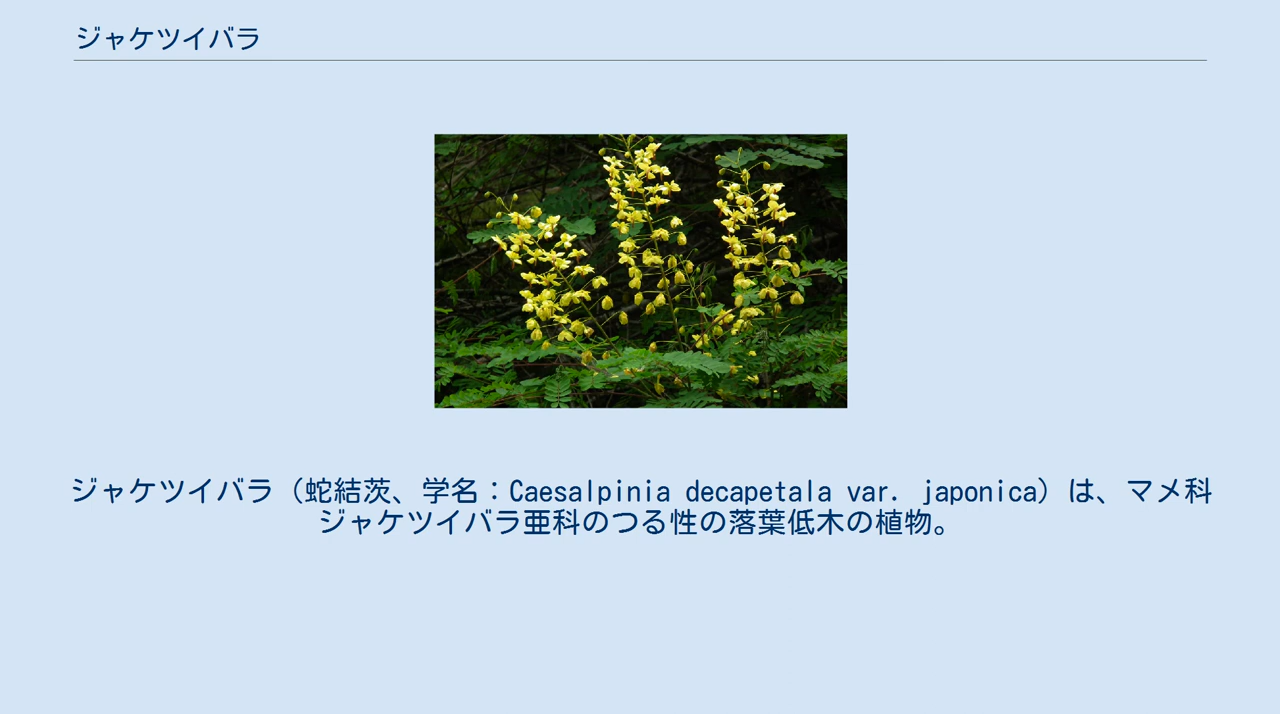 ジャケツイバラ
ジャケツイバラ（蛇結茨、学名：Caesalpinia decapetala var. japonica）は、マメ科
ジャケツイバラ亜科のつる性の落葉低木の植物。